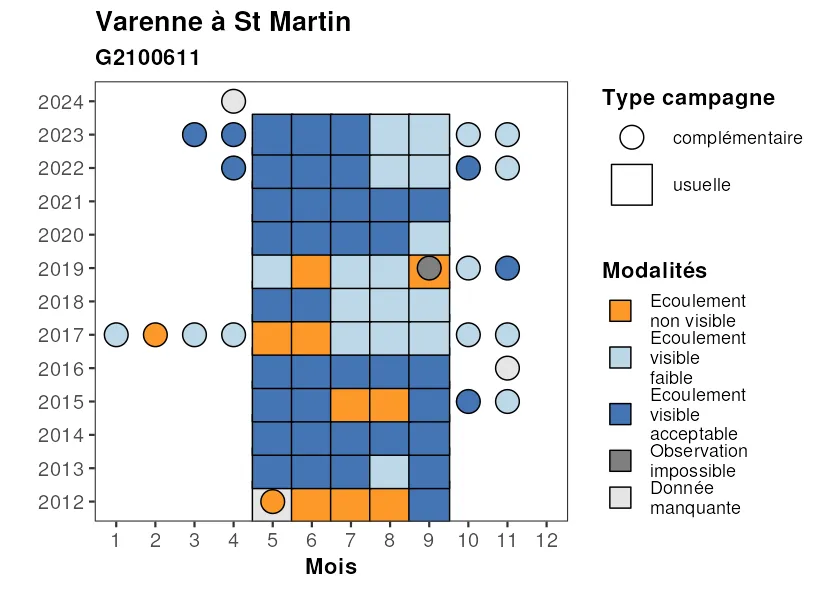 Varenne à St Martin
G2100611
2024
2023
2022
2021
2020
2019
2018
2017
2016
2015
2014
2013
2012
1 2 3 4 5 6 7 8 9 10 11 12
Mois
Type campagne
complémentaire
usuelle
Modalités
Ecoulement
non visible
Ecoulement
visible
faible
Ecoulement
visible
acceptable
Observation
impossible
Donnée
manquante